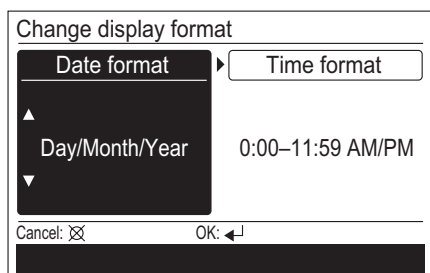 Change display format
Date format
Time format
Day/Month/Year
0:00–11:59 AM/PM
Cancel:
OK: